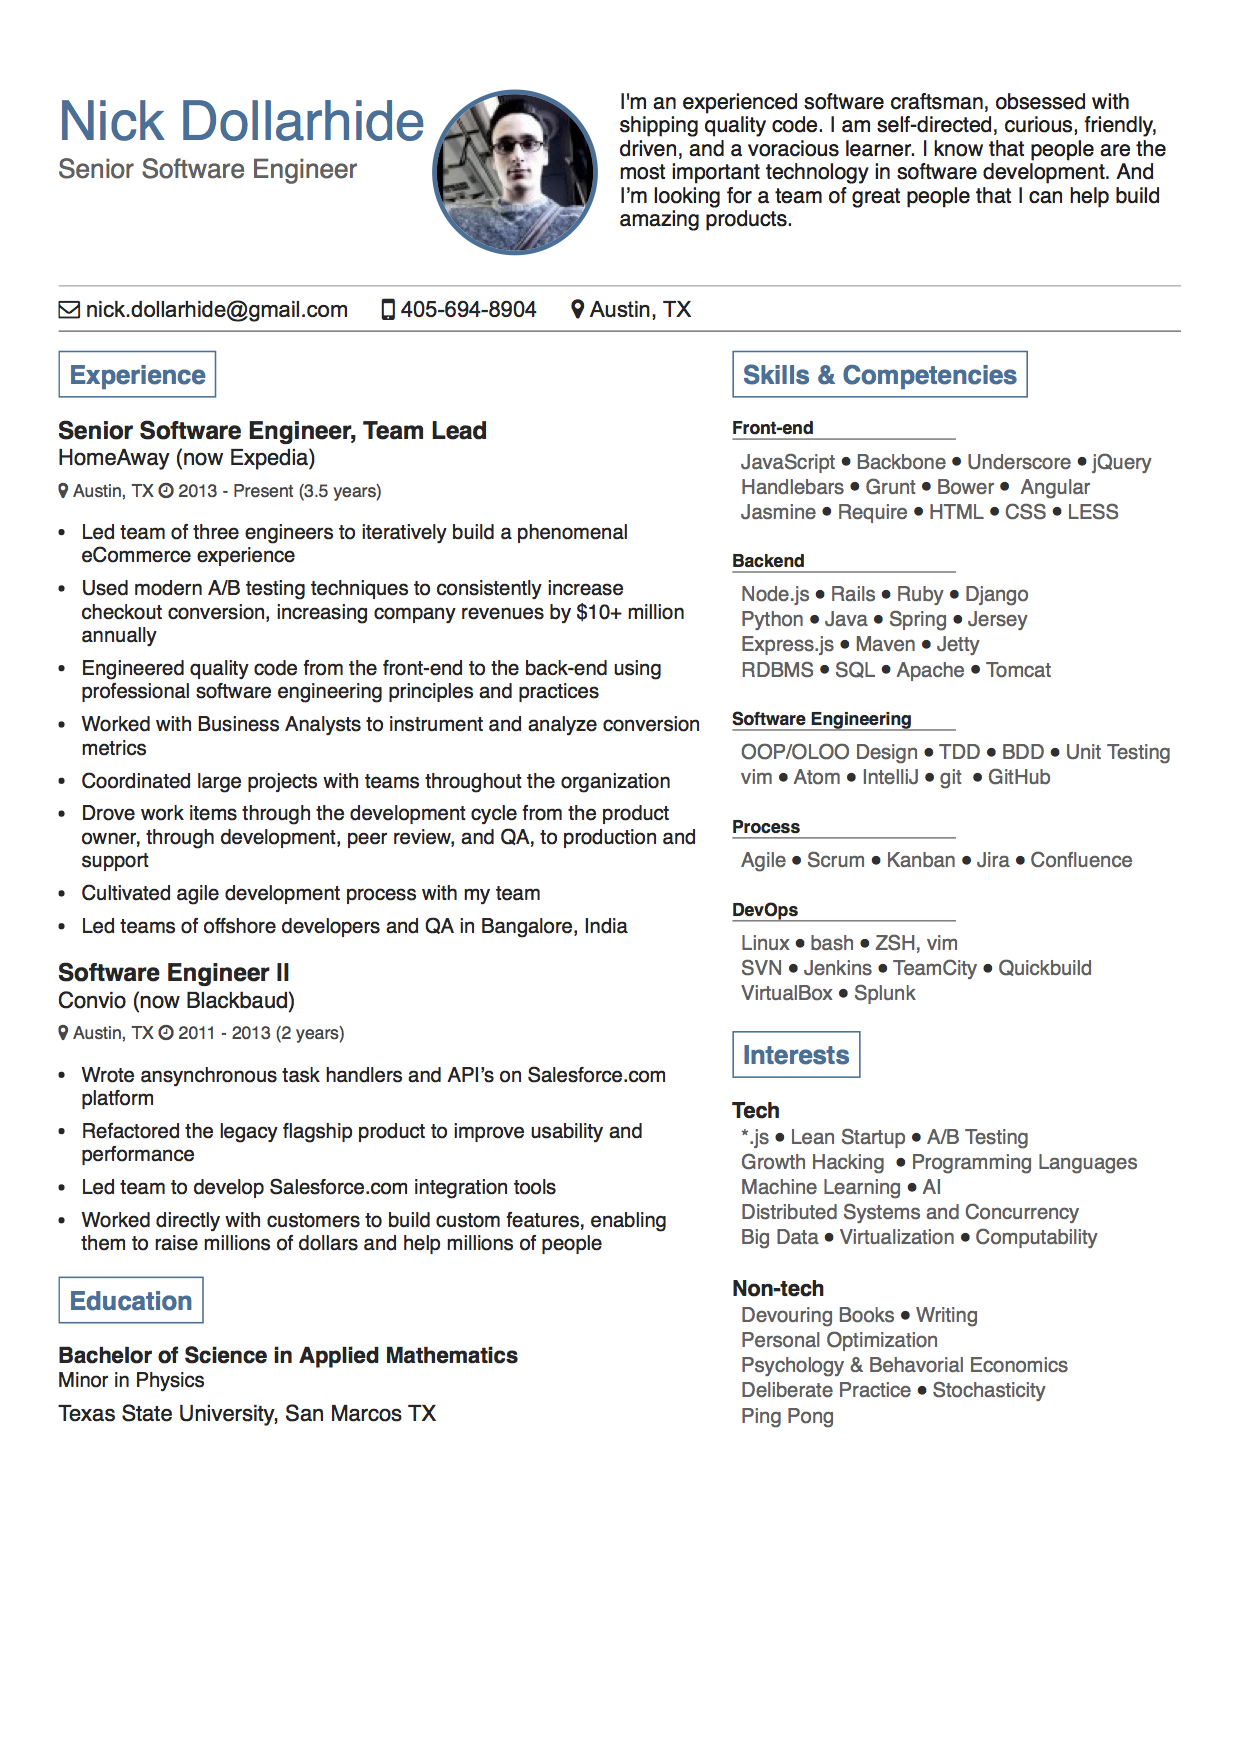 Nick Dollarhide
Senior Software Engineer
I'm an experienced software craftsman, obsessed with
shipping quality code. I am self-directed, curious, friendly,
driven, and a voracious learner. I know that people are the
most important technology in software development. And
I'm looking for a team of great people that I can help build
amazing products.
nick.dollarhide@gmail.com 405-694-8904 Austin, TX
Experience
Senior Software Engineer, Team Lead
HomeAway (now Expedia)
Austin, TX 2013 - Present (3.5 years)
• Led team of three engineers to iteratively build a phenomenal
eCommerce experience
• Used modern A/B testing techniques to consistently increase
checkout conversion, increasing company revenues by $10+ million
annually
• Engineered quality code from the front-end to the back-end using
professional software engineering principles and practices
• Worked with Business Analysts to instrument and analyze conversion
metrics
• Coordinated large projects with teams throughout the organization
• Drove work items through the development cycle from the product
owner, through development, peer review, and QA, to production and
support
• Cultivated agile development process with my team
• Led teams of offshore developers and QA in Bangalore, India
Software Engineer II
Convio (now Blackbaud)
Austin, TX 2011 - 2013 (2 years)
• Wrote ansynchronous task handlers and API's on Salesforce.com
platform
• Refactored the legacy flagship product to improve usability and
performance
• Led team to develop Salesforce.com integration tools
• Worked directly with customers to build custom features, enabling
them to raise millions of dollars and help millions of people
Education
Bachelor of Science in Applied Mathematics
Minor in Physics
Texas State University, San Marcos TX
Skills & Competencies
Front-end
JavaScript ● Backbone ● Underscore ● jQuery
Handlebars ● Grunt ● Bower ● Angular
Jasmine ● Require ● HTML ● CSS ● LESS
Backend
Node.js ● Rails ● Ruby ● Django
Python ● Java ● Spring ● Jersey
Express.js ● Maven ● Jetty
RDBMS ● SQL ● Apache ● Tomcat
Software Engineering
OOP/OLOO Design ● TDD ● BDD ● Unit Testing
vim ● Atom ● IntelliJ ● git ● GitHub
Process
Agile ● Scrum ● Kanban ● Jira ● Confluence
DevOps
Linux ● bash ● ZSH, vim
SVN ● Jenkins ● TeamCity ● Quickbuild
VirtualBox ● Splunk
Interests
Tech
*.js ● Lean Startup ● A/B Testing
Growth Hacking ● Programming Languages
Machine Learning ● AI
Distributed Systems and Concurrency
Big Data ● Virtualization ● Computability
Non-tech
Devouring Books ● Writing
Personal Optimization
Psychology & Behavorial Economics
Deliberate Practice ● Stochasticity
Ping Pong